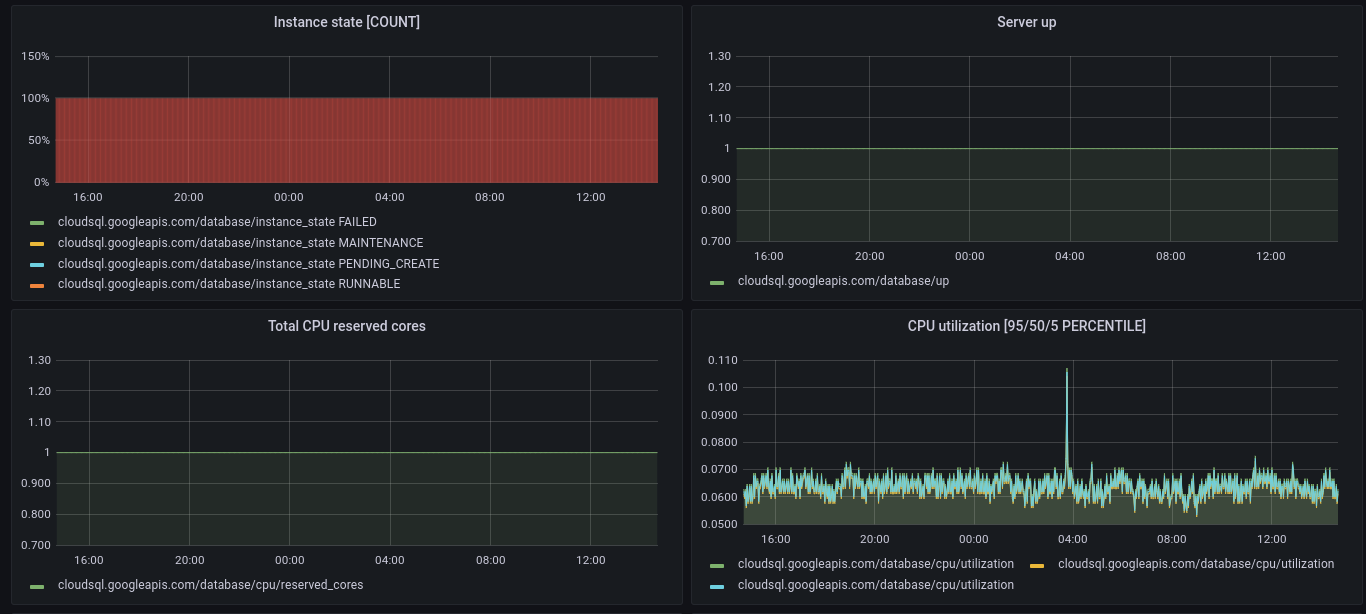 Instance state [COUNT]
150%
100%
50%
0%
16:00 20:00 00:00 04:00 08:00 12:00
cloudsql.googleapis.com/database/instance_state FAILED
cloudsql.googleapis.com/database/instance_state MAINTENANCE
cloudsql.googleapis.com/database/instance_state PENDING_CREATE
cloudsql.googleapis.com/database/instance_state RUNNABLE
Server up
1.30
1.20
1.10
1
0.900
0.800
0.700
16:00 20:00 00:00 04:00 08:00 12:00
cloudsql.googleapis.com/database/up
Total CPU reserved cores
1.30
1.20
1.10
1
0.900
0.800
0.700
16:00 20:00 00:00 04:00 08:00 12:00
cloudsql.googleapis.com/database/cpu/reserved_cores
CPU utilization [95/50/5 PERCENTILE]
0.110
0.100
0.0900
0.0800
0.0700
0.0600
0.0500
16:00 20:00 00:00 04:00 08:00 12:00
cloudsql.googleapis.com/database/cpu/utilization cloudsql.googleapis.com/database/cpu/utilization
cloudsql.googleapis.com/database/cpu/utilization